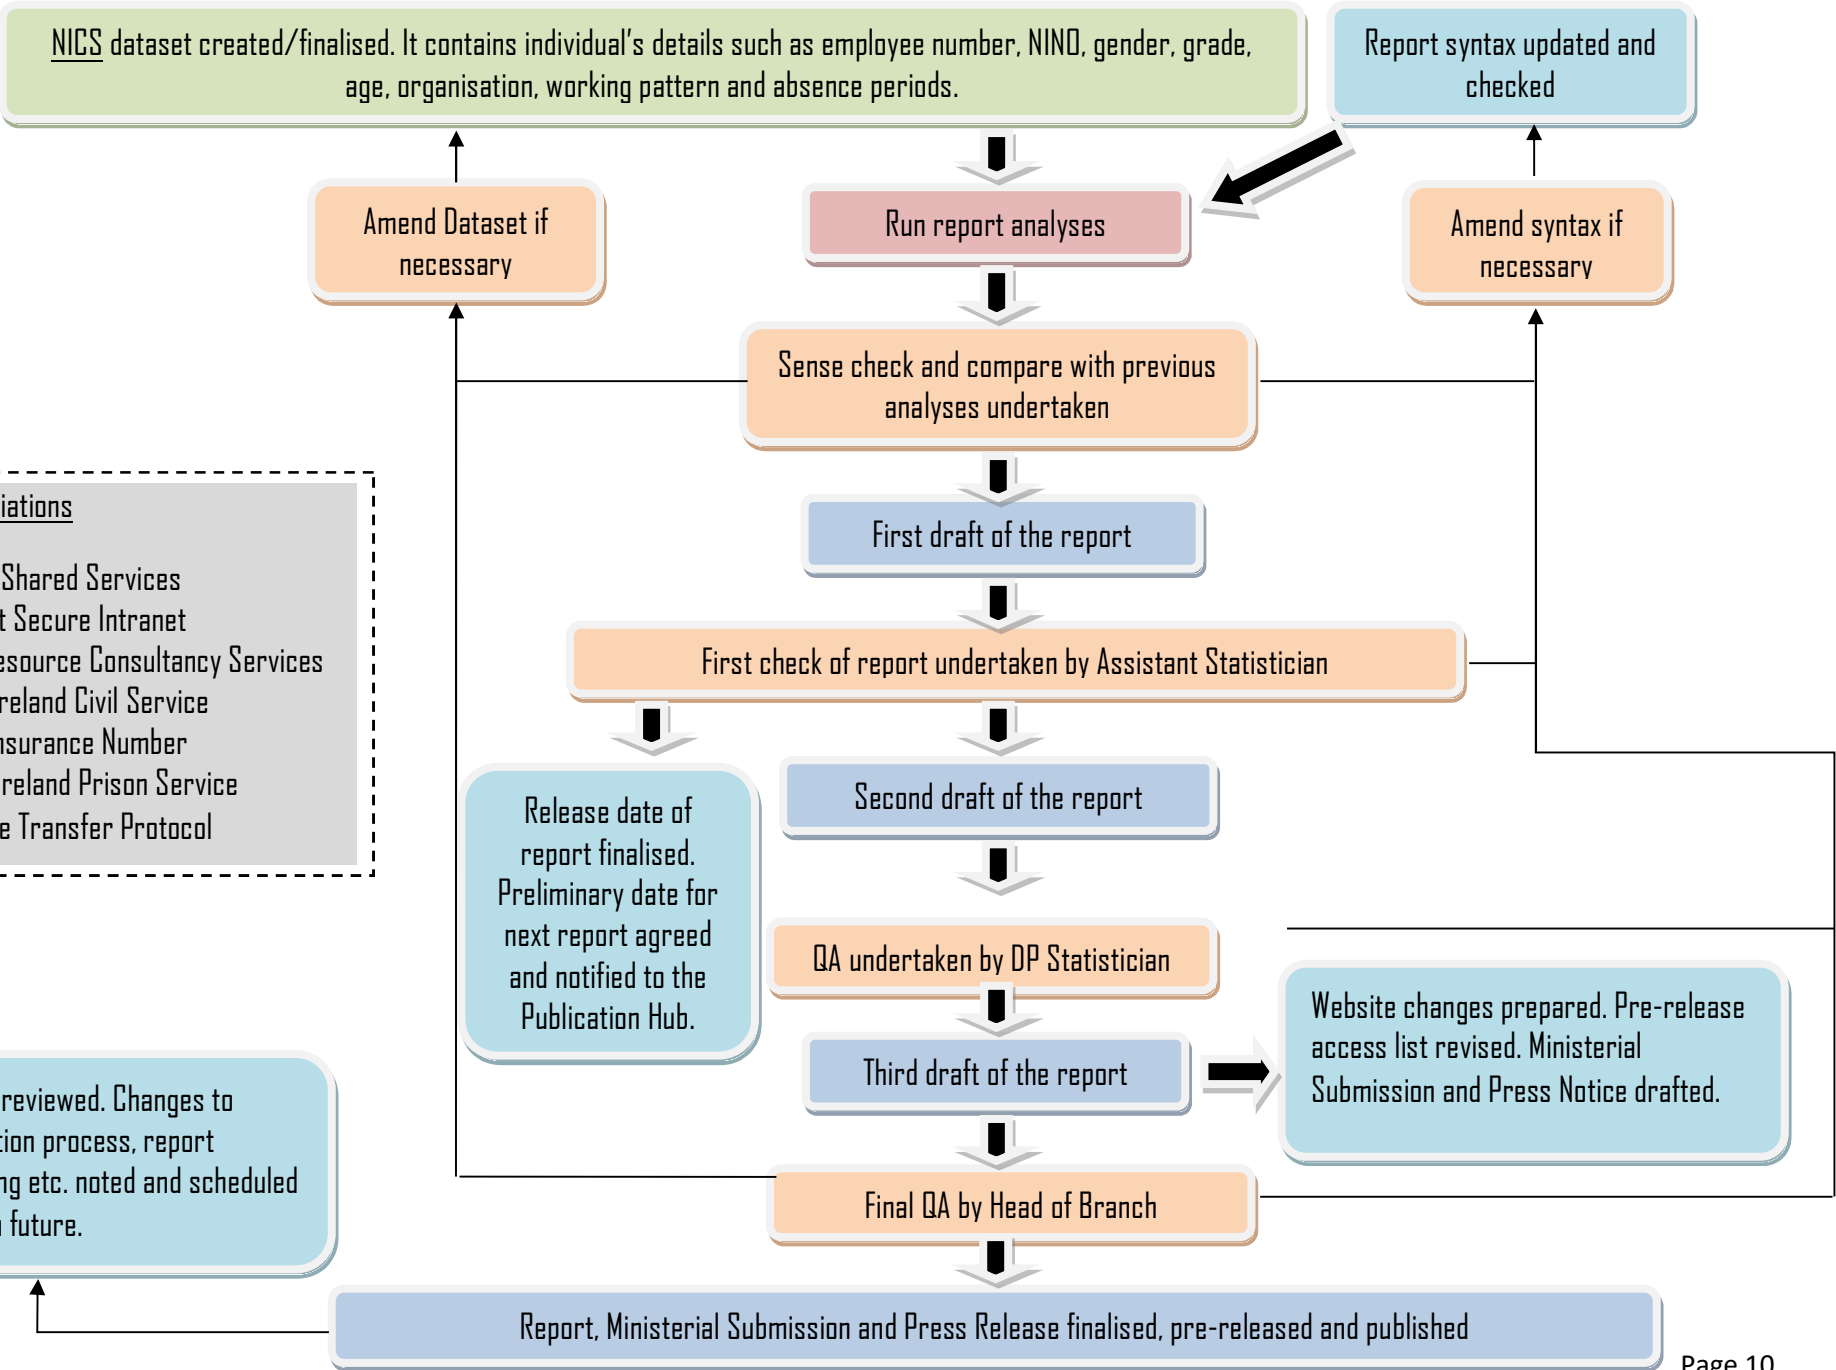 NICS dataset created/finalised. It contains individual's details such as employee number, NINO, gender, grade,
age, organisation, working pattern and absence periods.
Report syntax updated and
checked
Amend Dataset if
necessary
Run report analyses
Amend syntax if
necessary
Sense check and compare with previous
analyses undertaken
iations
Shared Services
t Secure Intranet
esource Consultancy Services
reland Civil Service
nsurance Number
reland Prison Service
e Transfer Protocol
First draft of the report
First check of report undertaken by Assistant Statistician
Release date of
report finalised.
Preliminary date for
next report agreed
and notified to the
Publication Hub.
Second draft of the report
QA undertaken by DP Statistician
Third draft of the report
Website changes prepared. Pre-release
access list revised. Ministerial
Submission and Press Notice drafted.
reviewed. Changes to
tion process, report
ng etc. noted and scheduled
future.
Final QA by Head of Branch
Report, Ministerial Submission and Press Release finalised, pre-released and published
Page 10